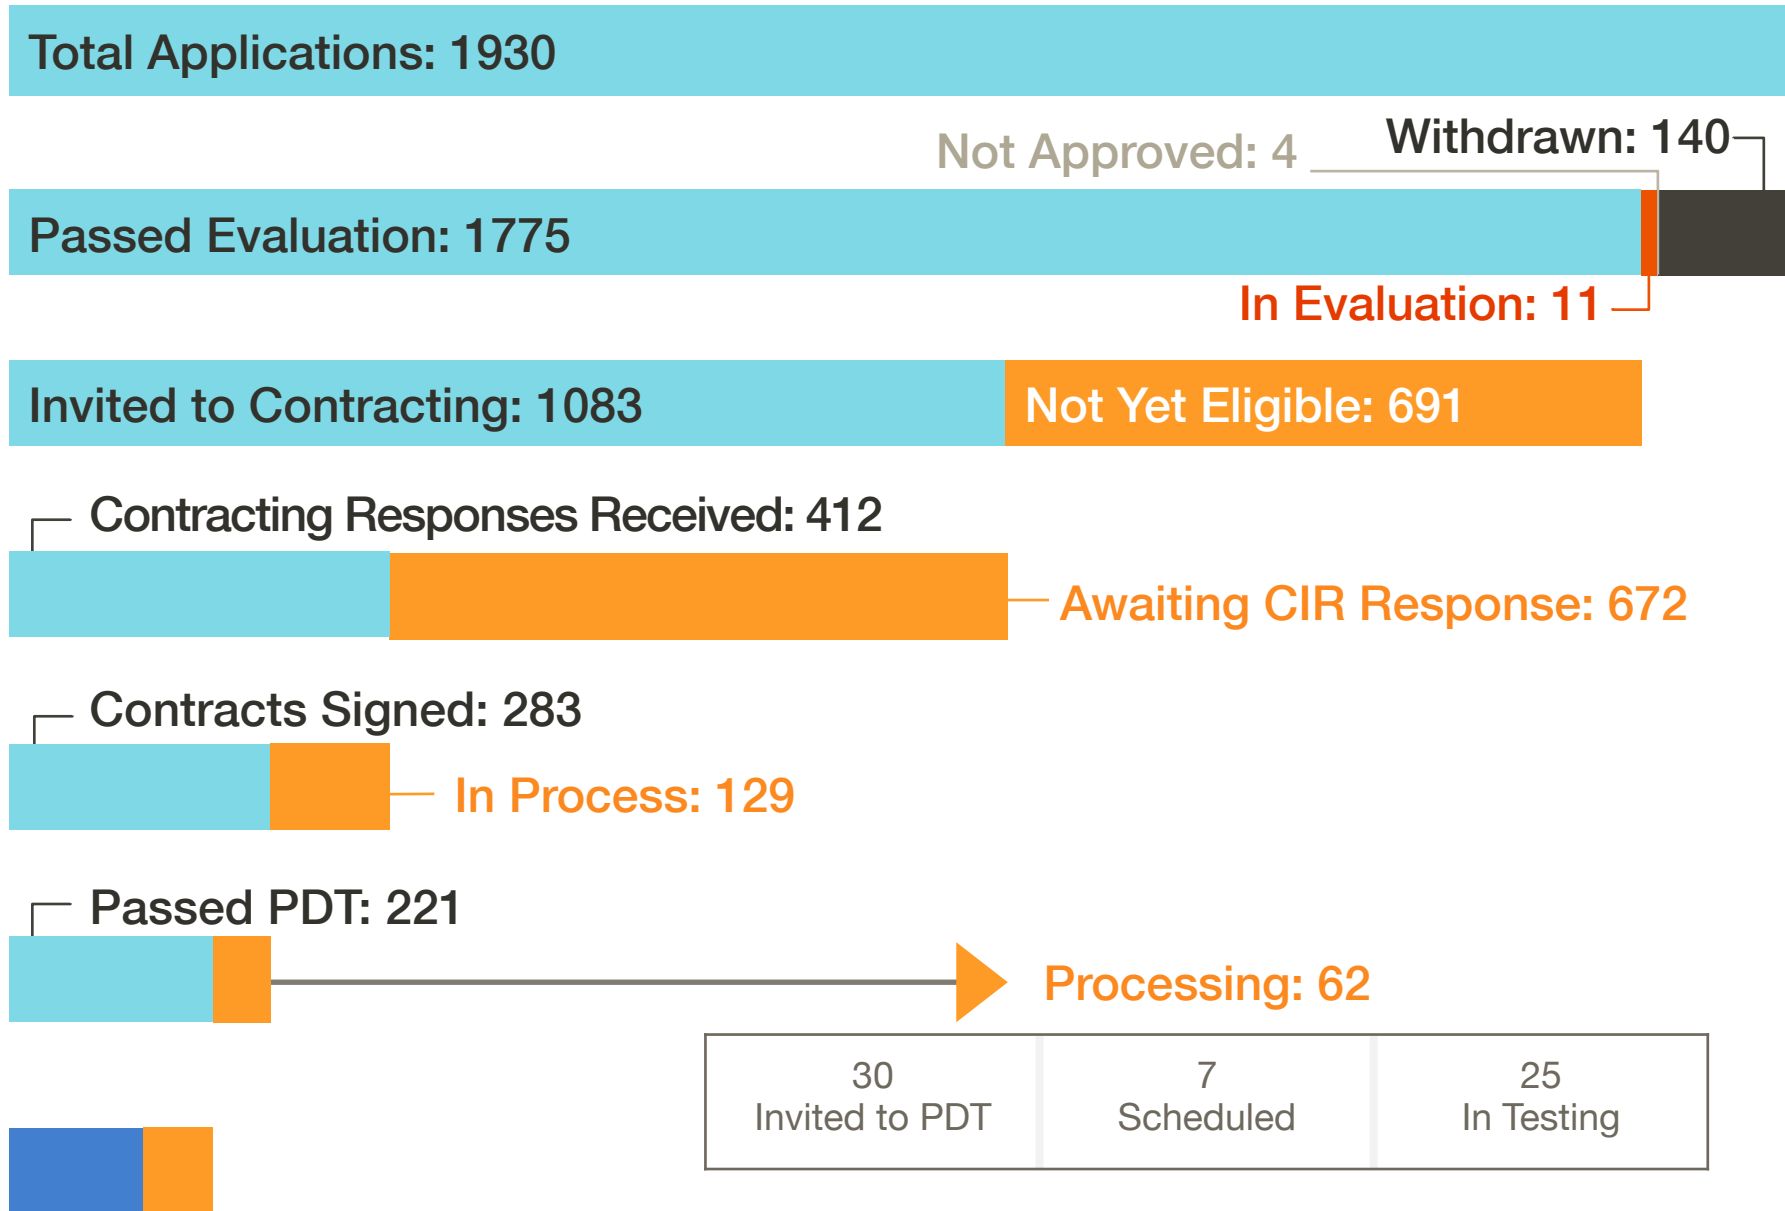 Total Applications: 1930
Not Approved: 4
Withdrawn: 140
Passed Evaluation: 1775
In Evaluation: 11
Invited to Contracting: 1083
Not Yet Eligible: 691
Contracting Responses Received: 412
Awaiting CIR Response: 672
Contracts Signed: 283
In Process: 129
Passed PDT: 221
Processing: 62
30
Invited to PDT
7
Scheduled
25
In Testing